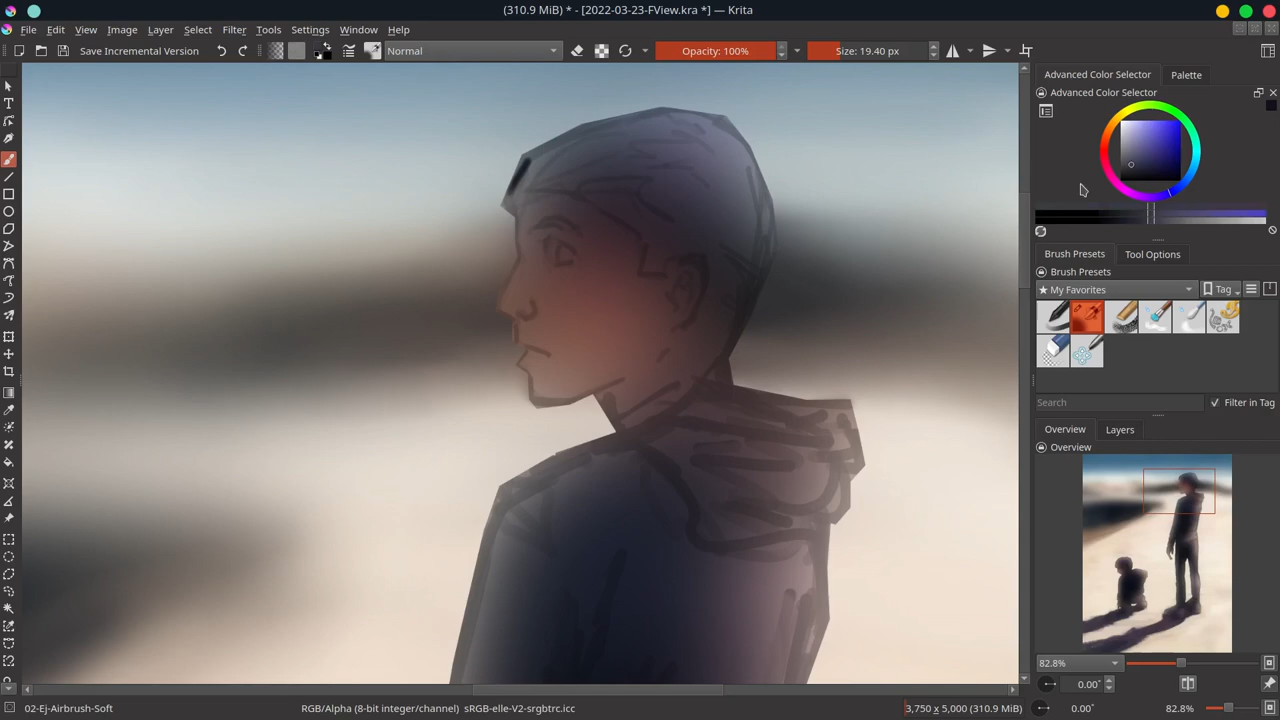 (310.9 MiB) * - [2022-03-23-FView.kra *] — Krita
File Edit View Image Layer Select Filter Tools Settings Window Help
Save Incremental Version Normal Opacity: 100% Size: 19.40 px
Advanced Color Selector Palette
Advanced Color Selector
Brush Presets Tool Options
Brush Presets
★ My Favorites Tag
Search Filter in Tag
Overview Layers
Overview
82.8%
0.00°
02-Ej-Airbrush-Soft RGB/Alpha (8-bit integer/channel) sRGB-elle-V2-srgbtrc.icc 3,750 x 5,000 (310.9 MiB) 0.00° 82.8%